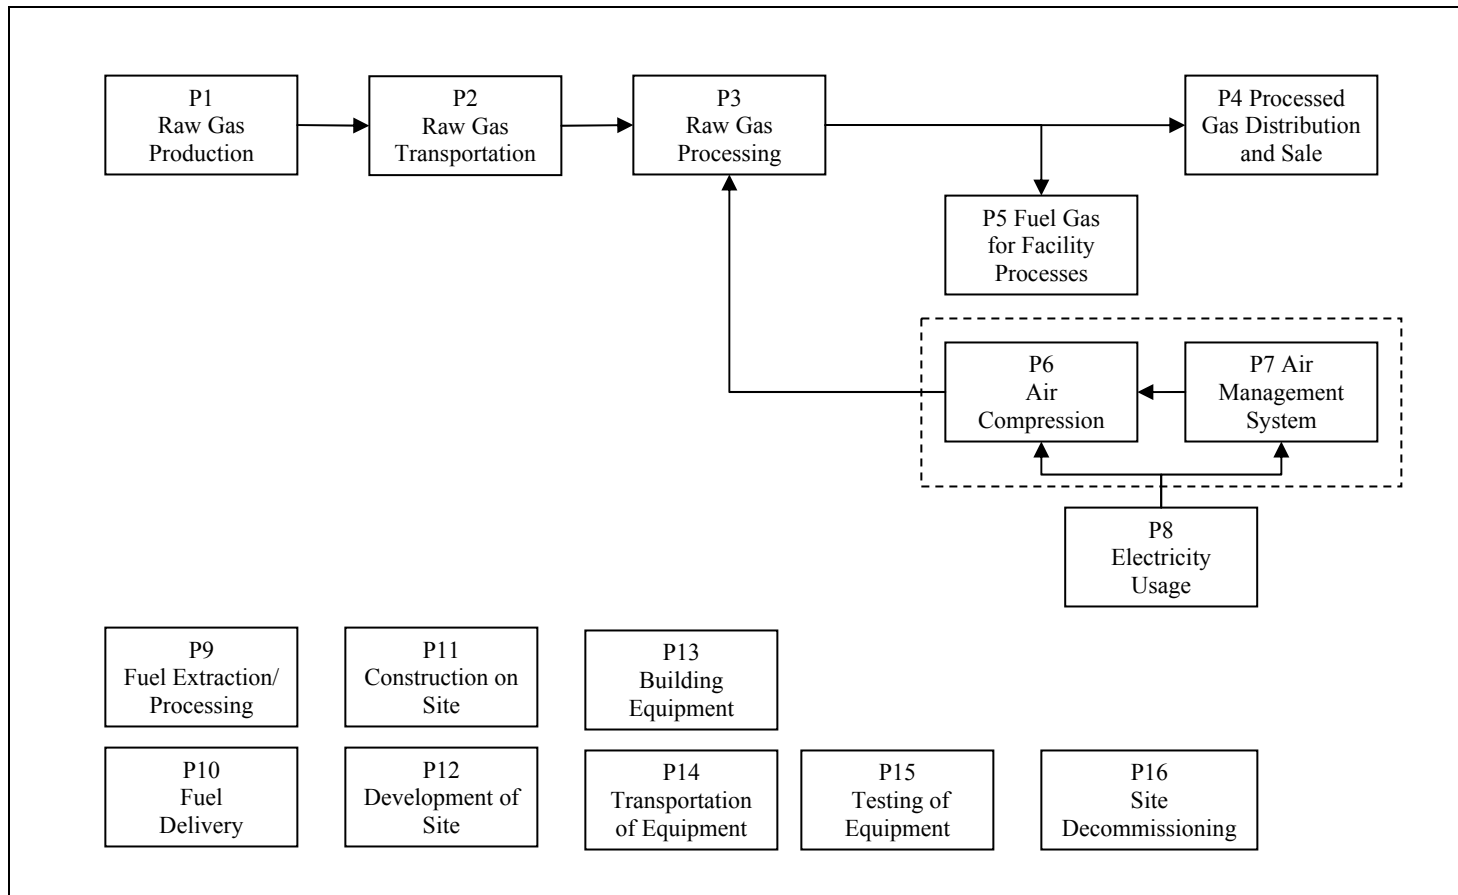 P1
Raw Gas
Production
P2
Raw Gas
Transportation
P3
Raw Gas
Processing
P4 Processed
Gas Distribution
and Sale
P5 Fuel Gas
for Facility
Processes
P6
Air
Compression
P7 Air
Management
System
P8
Electricity
Usage
P9
Fuel Extraction/
Processing
P11
Construction on
Site
P13
Building
Equipment
P10
Fuel
Delivery
P12
Development of
Site
P14
Transportation
of Equipment
P15
Testing of
Equipment
P16
Site
Decommissioning